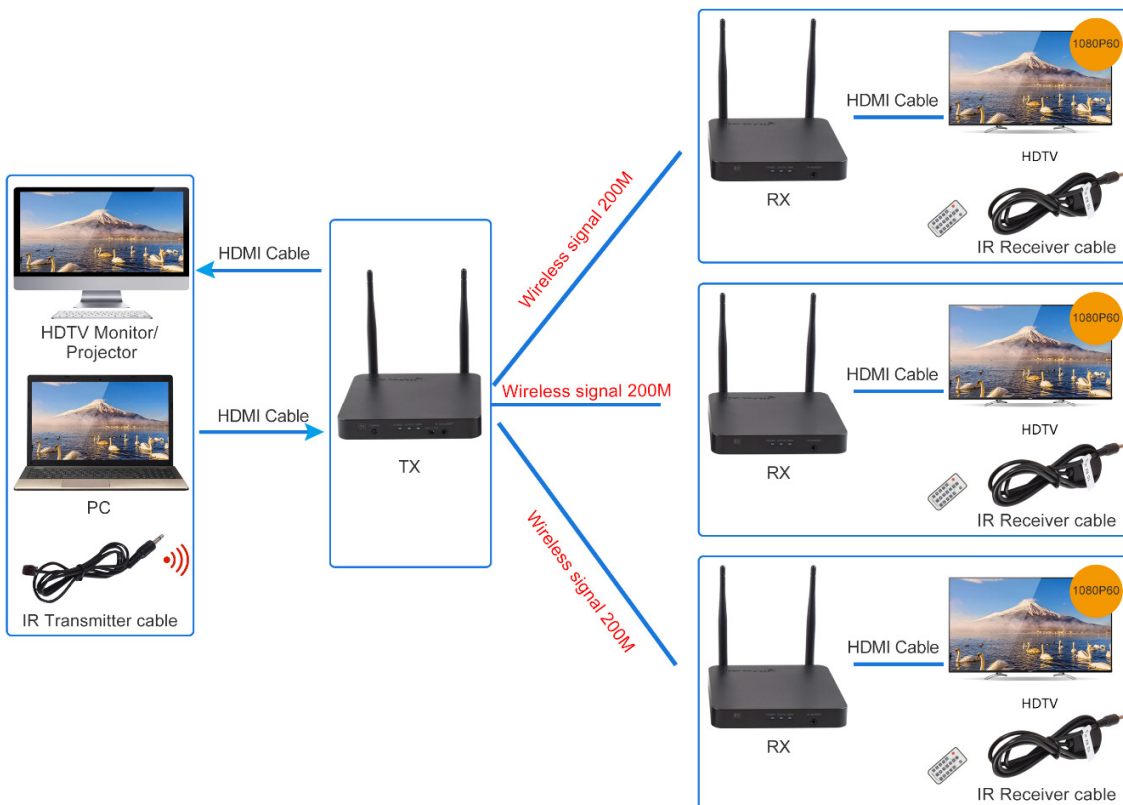 HDMI Cable
HDTV Monitor/
Projector
HDMI Cable
PC
IR Transmitter cable
TX
Wireless signal 200M
Wireless signal 200M
Wireless signal 200M
1080P60
HDMI Cable
HDTV
RX
IR Receiver cable
1080P60
HDMI Cable
HDTV
RX
IR Receiver cable
1080P60
HDMI Cable
HDTV
RX
IR Receiver cable